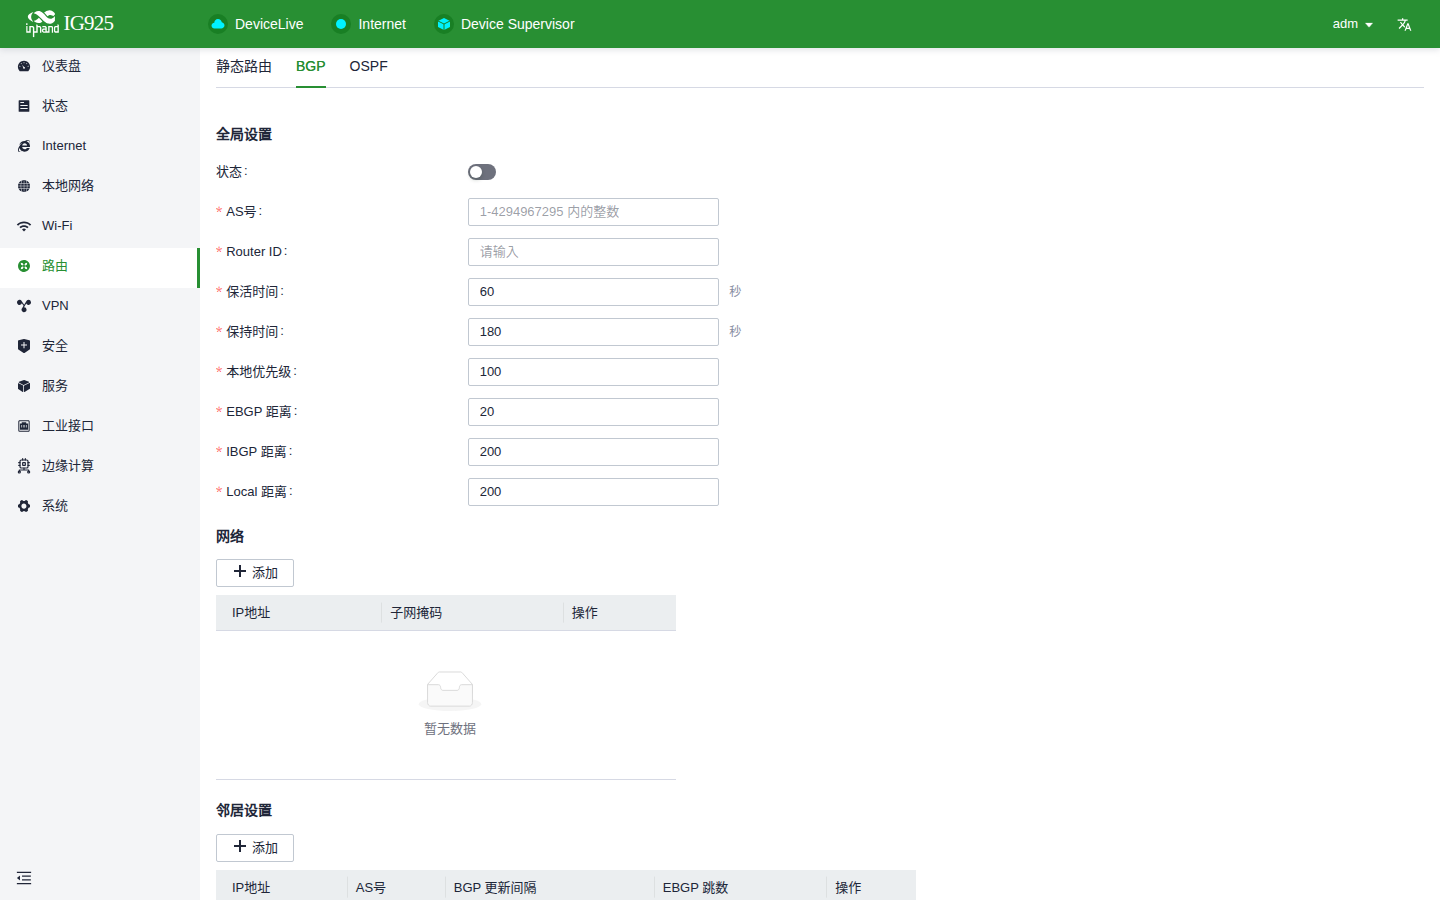 inhand IG925
DeviceLive
Internet
Device Supervisor
adm
仪表盘
状态
Internet
本地网络
Wi-Fi
路由
VPN
安全
服务
工业接口
边缘计算
系统
静态路由 BGP OSPF
全局设置
状态:
* AS号: 1-4294967295 内的整数
* Router ID: 请输入
* 保活时间: 60 秒
* 保持时间: 180 秒
* 本地优先级: 100
* EBGP 距离: 20
* IBGP 距离: 200
* Local 距离: 200
网络
添加
IP地址 子网掩码 操作
暂无数据
邻居设置
添加
IP地址 AS号 BGP 更新间隔 EBGP 跳数 操作